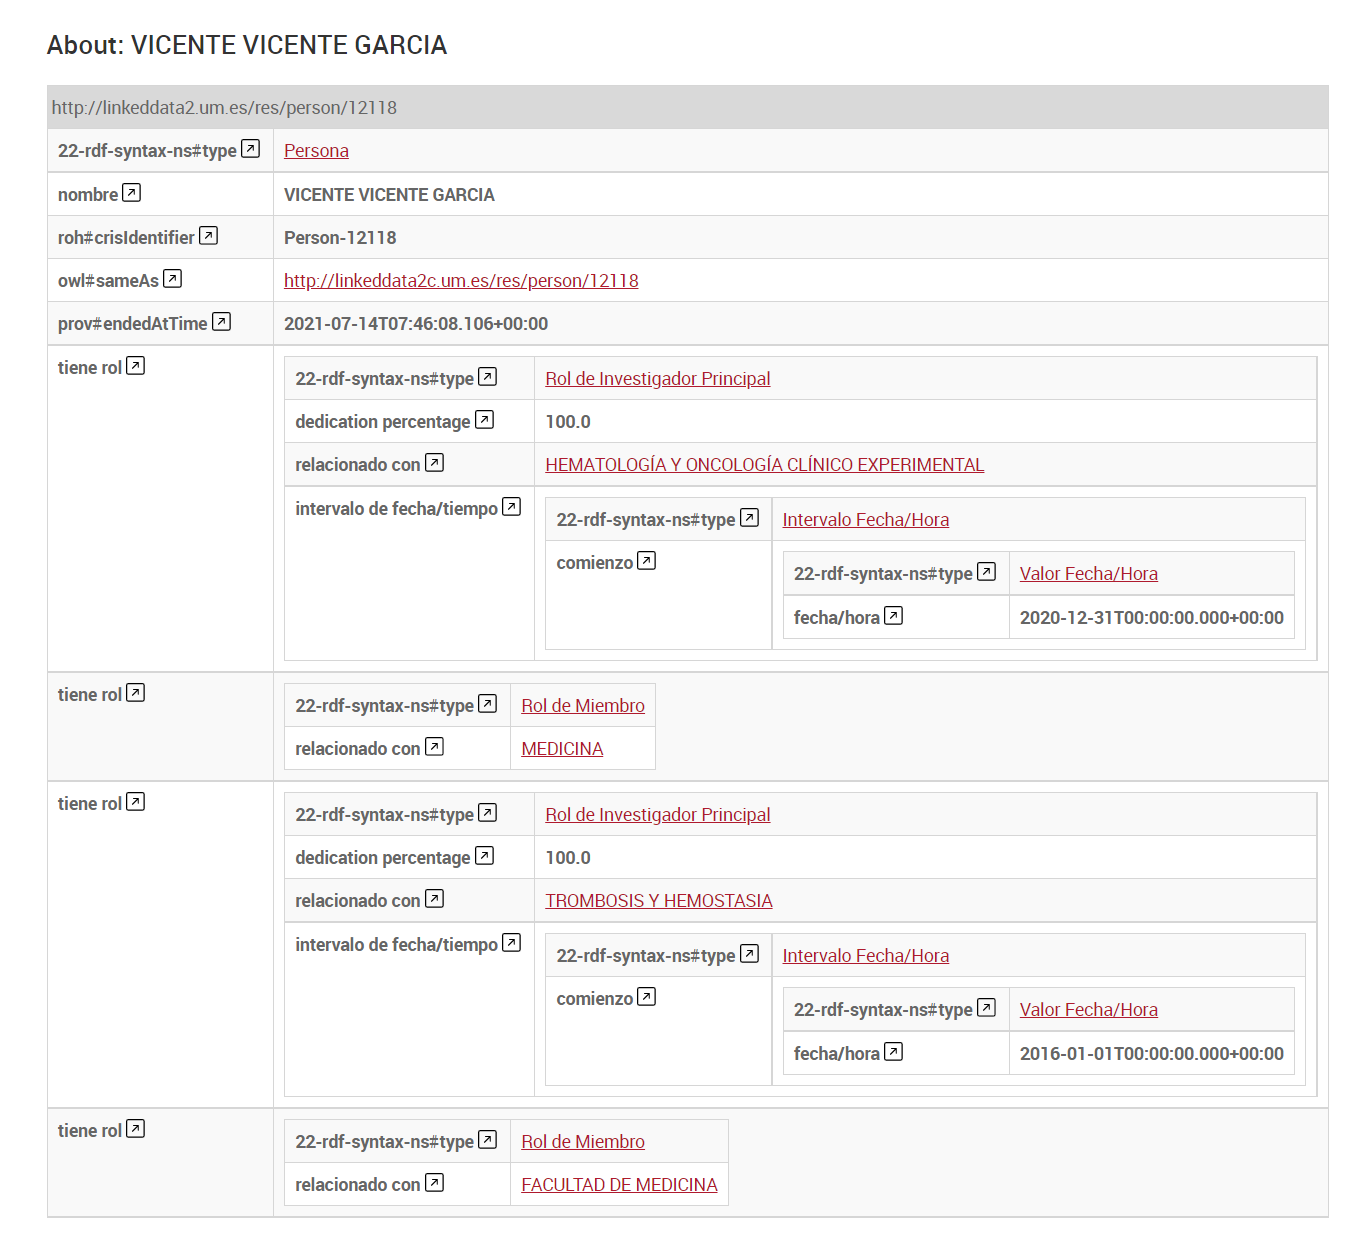 About: VICENTE VICENTE GARCIA
http://linkeddata2.um.es/res/person/12118
22-rdf-syntax-ns#type Persona
nombre VICENTE VICENTE GARCIA
roh#crisIdentifier Person-12118
owl#sameAs http://linkeddata2c.um.es/res/person/12118
prov#endedAtTime 2021-07-14T07:46:08.106+00:00
tiene rol 22-rdf-syntax-ns#type Rol de Investigador Principal
dedication percentage 100.0
relacionado con HEMATOLOGÍA Y ONCOLOGÍA CLÍNICO EXPERIMENTAL
intervalo de fecha/tiempo 22-rdf-syntax-ns#type Intervalo Fecha/Hora
comienzo 22-rdf-syntax-ns#type Valor Fecha/Hora
fecha/hora 2020-12-31T00:00:00.000+00:00
tiene rol 22-rdf-syntax-ns#type Rol de Miembro
relacionado con MEDICINA
tiene rol 22-rdf-syntax-ns#type Rol de Investigador Principal
dedication percentage 100.0
relacionado con TROMBOSIS Y HEMOSTASIA
intervalo de fecha/tiempo 22-rdf-syntax-ns#type Intervalo Fecha/Hora
comienzo 22-rdf-syntax-ns#type Valor Fecha/Hora
fecha/hora 2016-01-01T00:00:00.000+00:00
tiene rol 22-rdf-syntax-ns#type Rol de Miembro
relacionado con FACULTAD DE MEDICINA